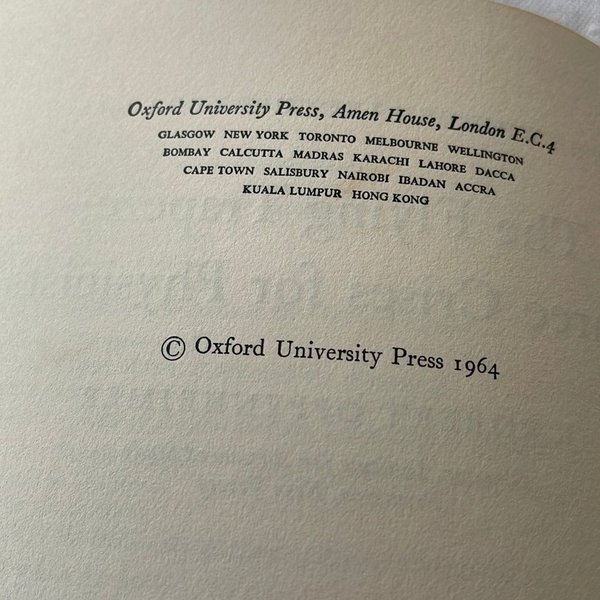 Oxford University Press, Amen House, London E.C.4
GLASGOW NEW YORK TORONTO MELBOURNE WELLINGTON
BOMBAY CALCUTTA MADRAS KARACHI LAHORE DACCA
CAPE TOWN SALISBURY NAIROBI IBADAN ACCRA
KUALA LUMPUR HONG KONG
© Oxford University Press 1964